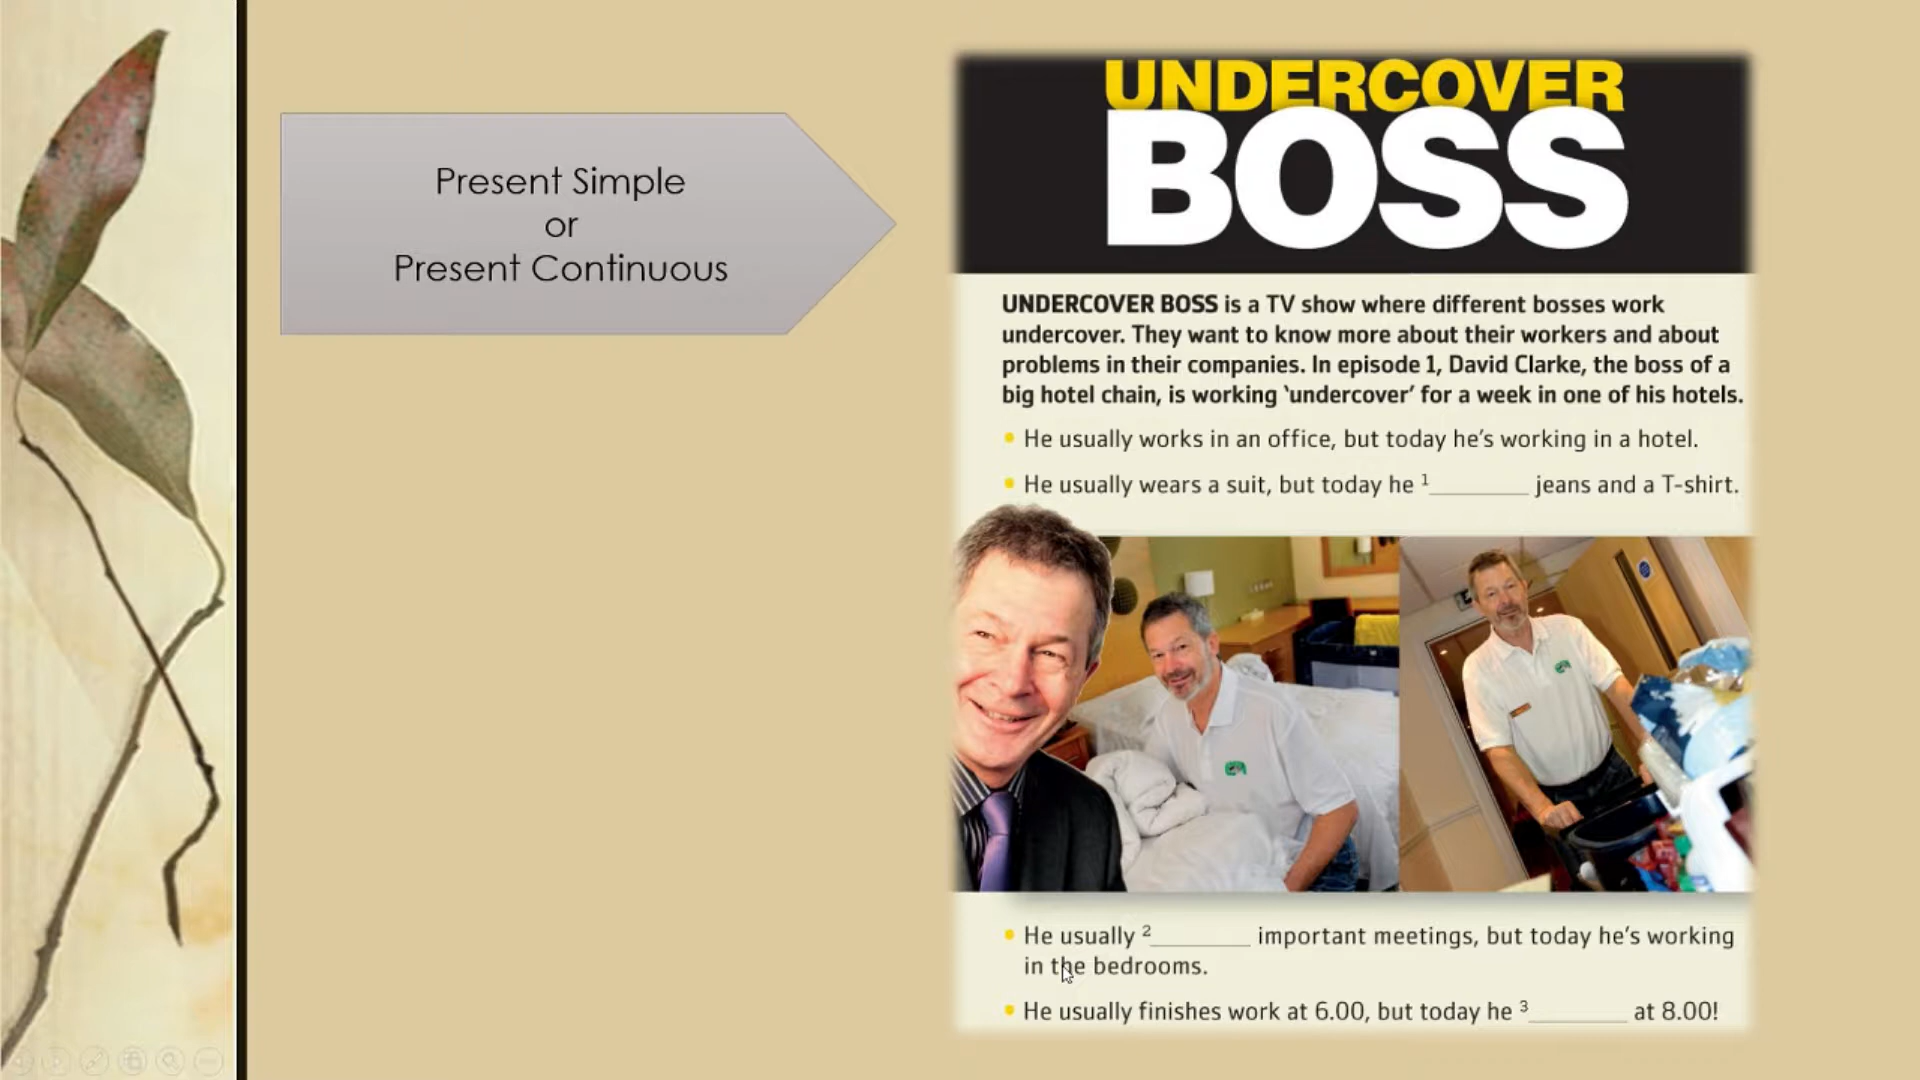 Present Simple
or
Present Continuous
UNDERCOVER
BOSS
UNDERCOVER BOSS is a TV show where different bosses work
undercover. They want to know more about their workers and about
problems in their companies. In episode 1, David Clarke, the boss of a
big hotel chain, is working ‘undercover’ for a week in one of his hotels.
• He usually works in an office, but today he’s working in a hotel.
• He usually wears a suit, but today he ¹________ jeans and a T-shirt.
• He usually ²________ important meetings, but today he’s working
in the bedrooms.
• He usually finishes work at 6.00, but today he ³________ at 8.00!